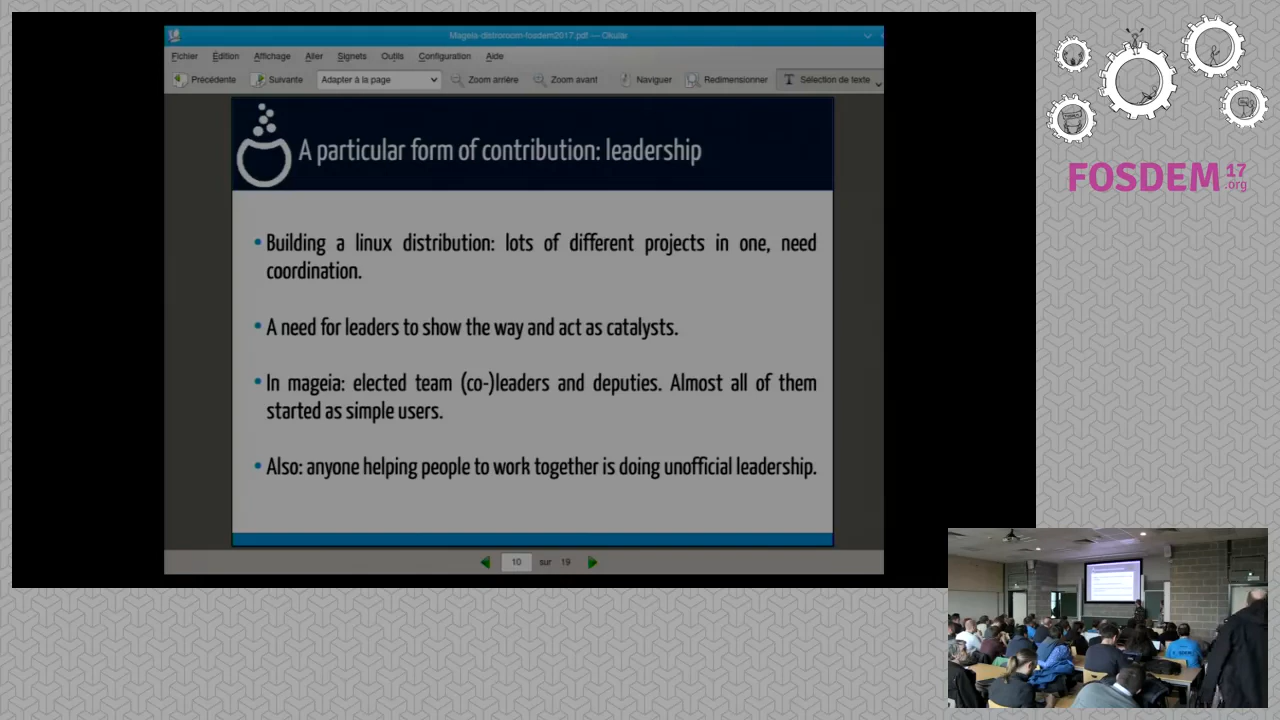 Mageia-distroroom-fosdem2017.pdf — Okular
Fichier Édition Affichage Aller Signets Outils Configuration Aide
Précédente Suivante Adapter à la page Zoom arrière Zoom avant Naviguer Redimensionner Sélection de texte
A particular form of contribution: leadership
• Building a linux distribution: lots of different projects in one, need
coordination.
• A need for leaders to show the way and act as catalysts.
• In mageia: elected team (co-)leaders and deputies. Almost all of them
started as simple users.
• Also: anyone helping people to work together is doing unofficial leadership.
10 sur 19
FOSDEM 17
.org